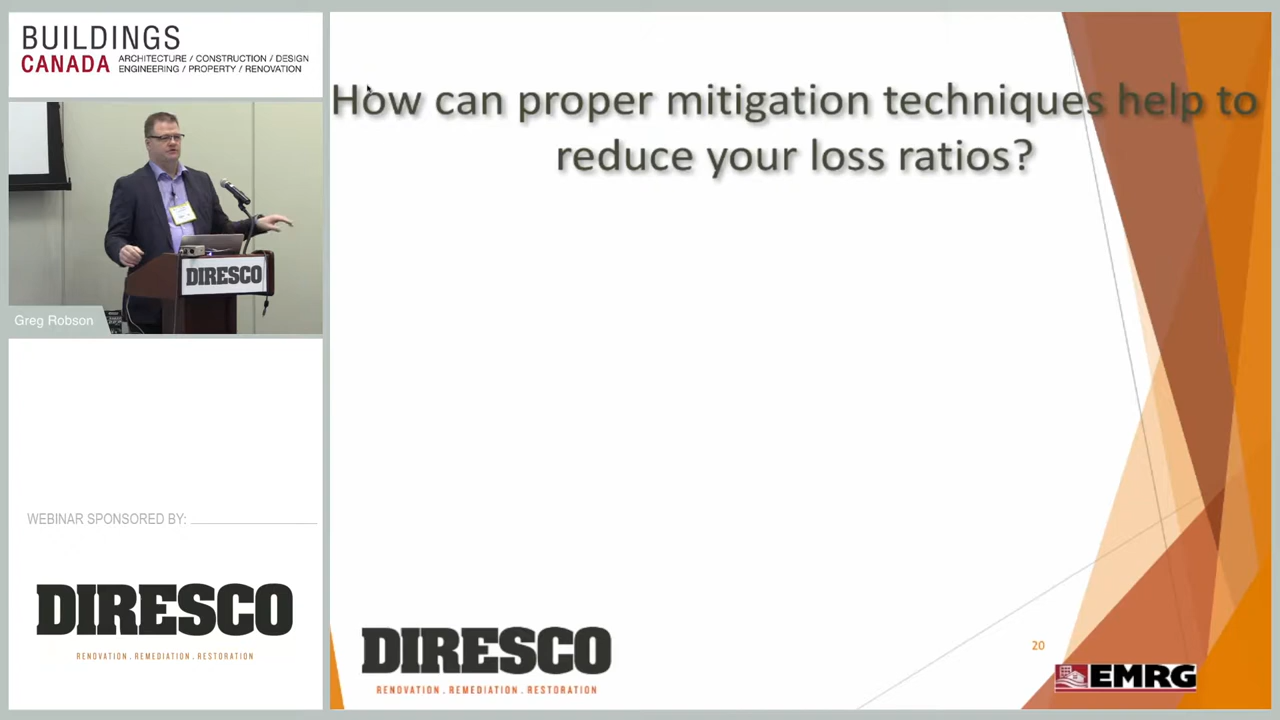 BUILDINGS
CANADA
ARCHITECTURE / CONSTRUCTION / DESIGN
ENGINEERING / PROPERTY / RENOVATION
DIRESCO
Greg Robson
WEBINAR SPONSORED BY:
DIRESCO
RENOVATION . REMEDIATION . RESTORATION
How can proper mitigation techniques help to
reduce your loss ratios?
DIRESCO
RENOVATION . REMEDIATION . RESTORATION
20
EMRG